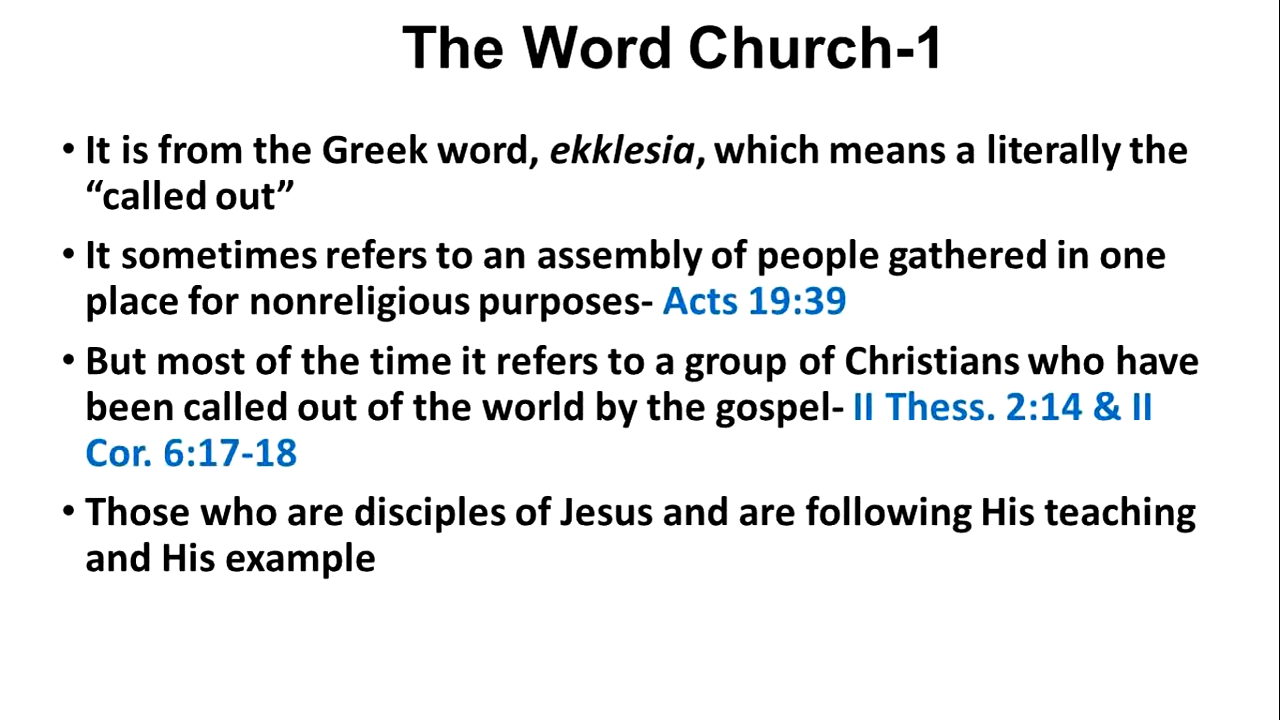 The Word Church-1
• It is from the Greek word, ekklesia, which means a literally the
“called out”
• It sometimes refers to an assembly of people gathered in one
place for nonreligious purposes- Acts 19:39
• But most of the time it refers to a group of Christians who have
been called out of the world by the gospel- II Thess. 2:14 & II
Cor. 6:17-18
• Those who are disciples of Jesus and are following His teaching
and His example